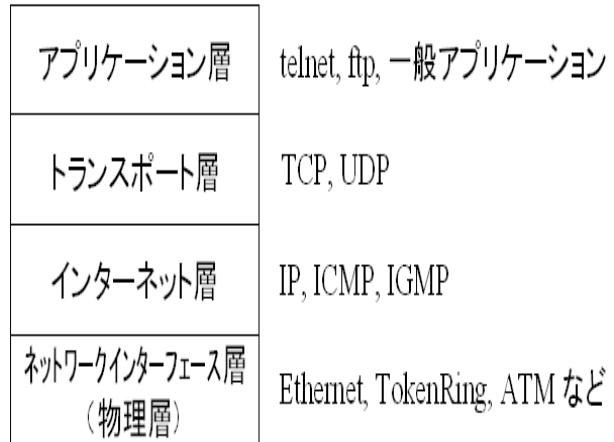 アプリケーション層 telnet, ftp, 一般アプリケーション
トランスポート層 TCP, UDP
インターネット層 IP, ICMP, IGMP
ネットワークインターフェース層
（物理層） Ethernet, TokenRing, ATM など